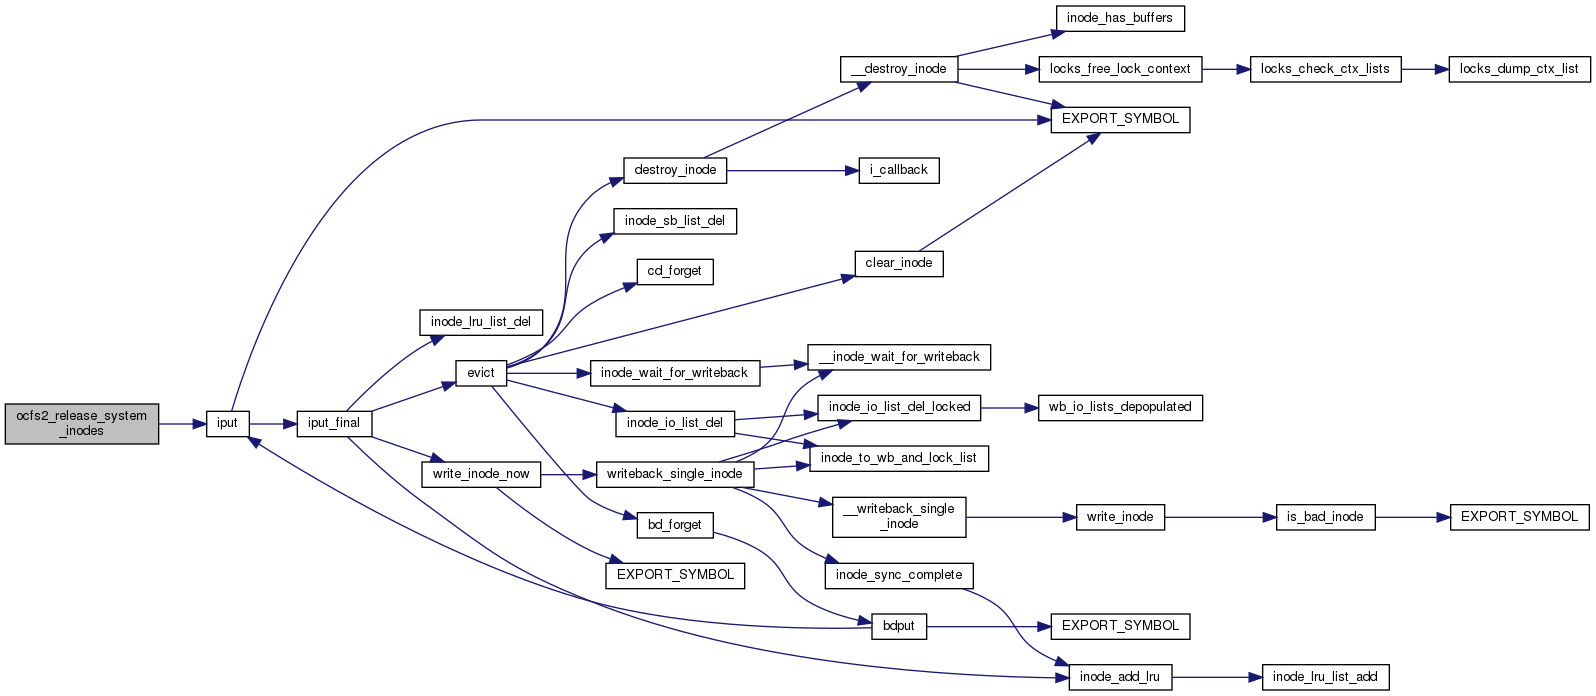 inode_has_buffers
__destroy_inode
locks_free_lock_context
locks_check_ctx_lists
locks_dump_ctx_list
EXPORT_SYMBOL
destroy_inode
i_callback
inode_sb_list_del
clear_inode
cd_forget
inode_lru_list_del
__inode_wait_for_writeback
evict
inode_wait_for_writeback
inode_io_list_del_locked
wb_io_lists_depopulated
ocfs2_release_system
_inodes
iput
iput_final
inode_io_list_del
inode_to_wb_and_lock_list
write_inode_now
writeback_single_inode
__writeback_single
_inode
write_inode
is_bad_inode
EXPORT_SYMBOL
bd_forget
EXPORT_SYMBOL
inode_sync_complete
bdput
EXPORT_SYMBOL
inode_add_lru
inode_lru_list_add